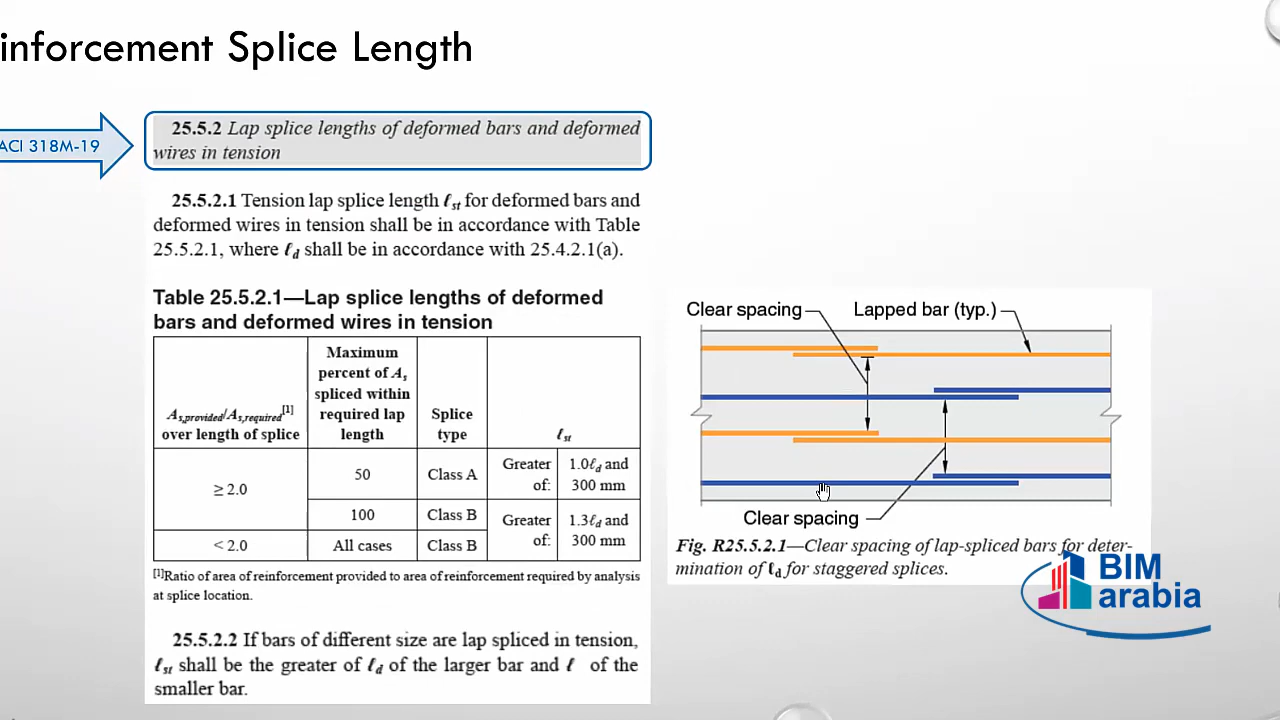 inforcement Splice Length
ACI 318M-19
25.5.2 Lap splice lengths of deformed bars and deformed
wires in tension
25.5.2.1 Tension lap splice length ℓst for deformed bars and
deformed wires in tension shall be in accordance with Table
25.5.2.1, where ℓd shall be in accordance with 25.4.2.1(a).
Table 25.5.2.1—Lap splice lengths of deformed
bars and deformed wires in tension
As,provided/As,required[1]
over length of splice
Maximum
percent of As
spliced within
required lap
length
Splice
type
ℓst
≥ 2.0
50
Class A
Greater
of:
1.0ℓd and
300 mm
100
Class B
Greater
of:
1.3ℓd and
300 mm
< 2.0
All cases
Class B
[1]Ratio of area of reinforcement provided to area of reinforcement required by analysis
at splice location.
25.5.2.2 If bars of different size are lap spliced in tension,
ℓst shall be the greater of ℓd of the larger bar and ℓ of the
smaller bar.
Clear spacing
Lapped bar (typ.)
Clear spacing
Fig. R25.5.2.1—Clear spacing of lap-spliced bars for deter-
mination of ℓd for staggered splices.
BIM
arabia